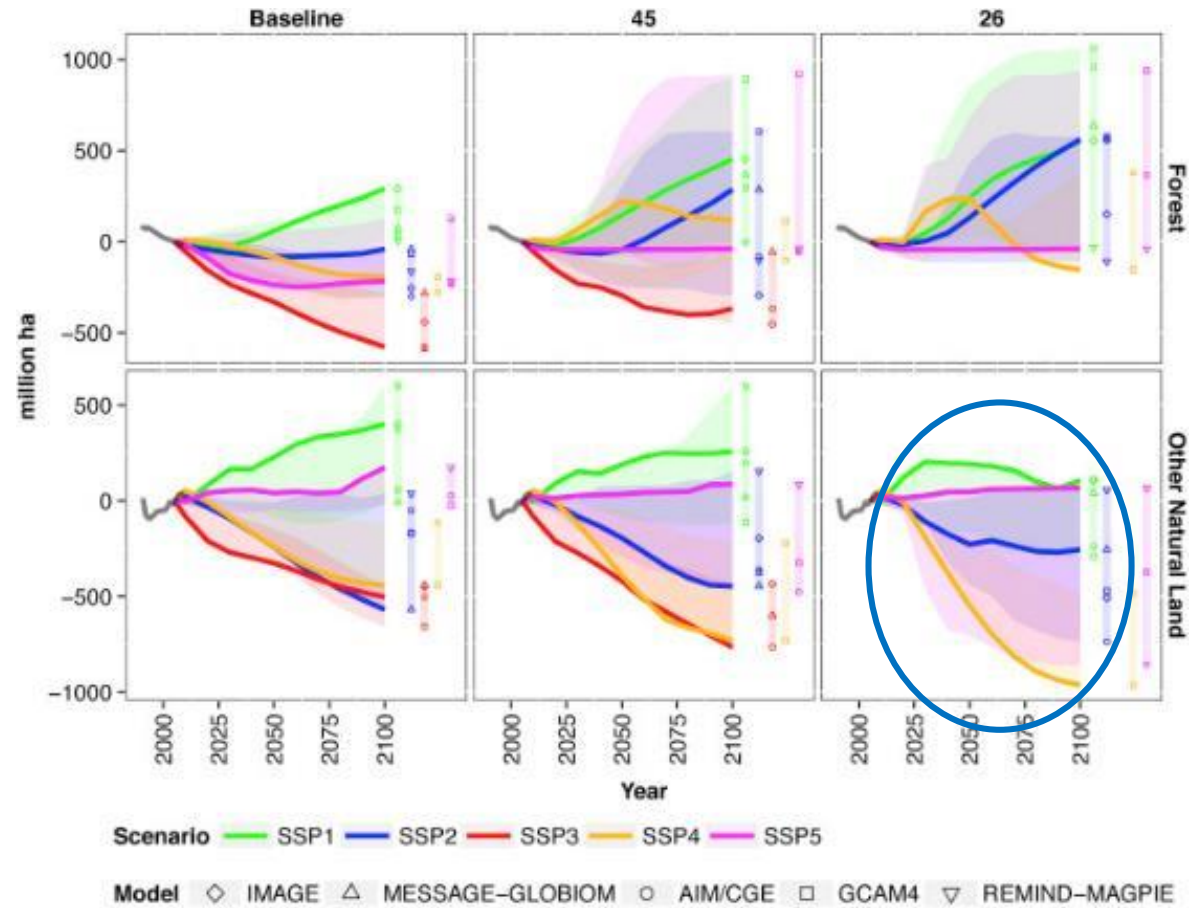 Baseline 45 26
1000
500
0
−500
Forest
million ha
500
0
−500
−1000
Other Natural Land
2000 2025 2050 2075 2100 2000 2025 2050 2075 2100 2000 2025 2050 2075 2100
Year
Scenario SSP1 SSP2 SSP3 SSP4 SSP5
Model IMAGE MESSAGE−GLOBIOM AIM/CGE GCAM4 REMIND−MAGPIE